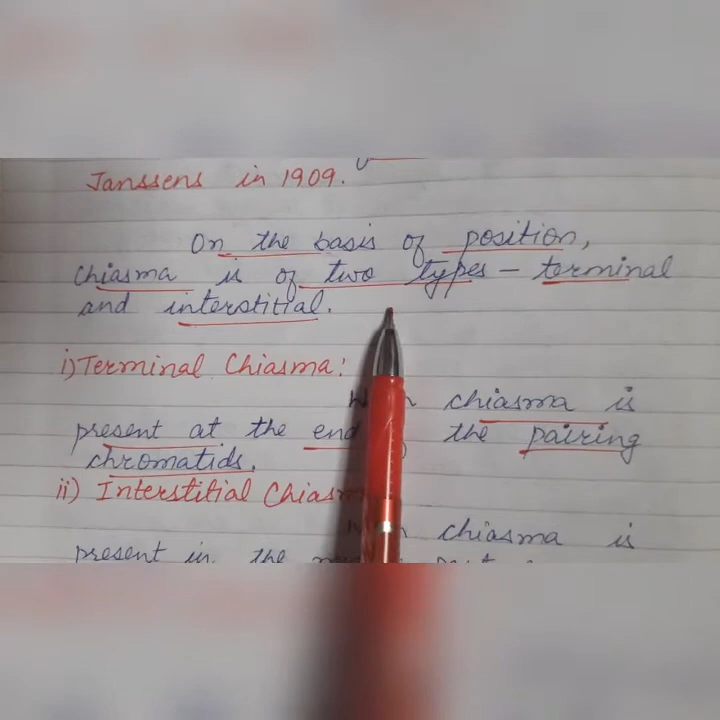 Janssens in 1909.
On the basis of position,
chiasma is of two types - terminal
and interstitial.
i) Terminal Chiasma:
chiasma is
present at the end the pairing
chromatids.
ii) Interstitial
chiasma is
present in the